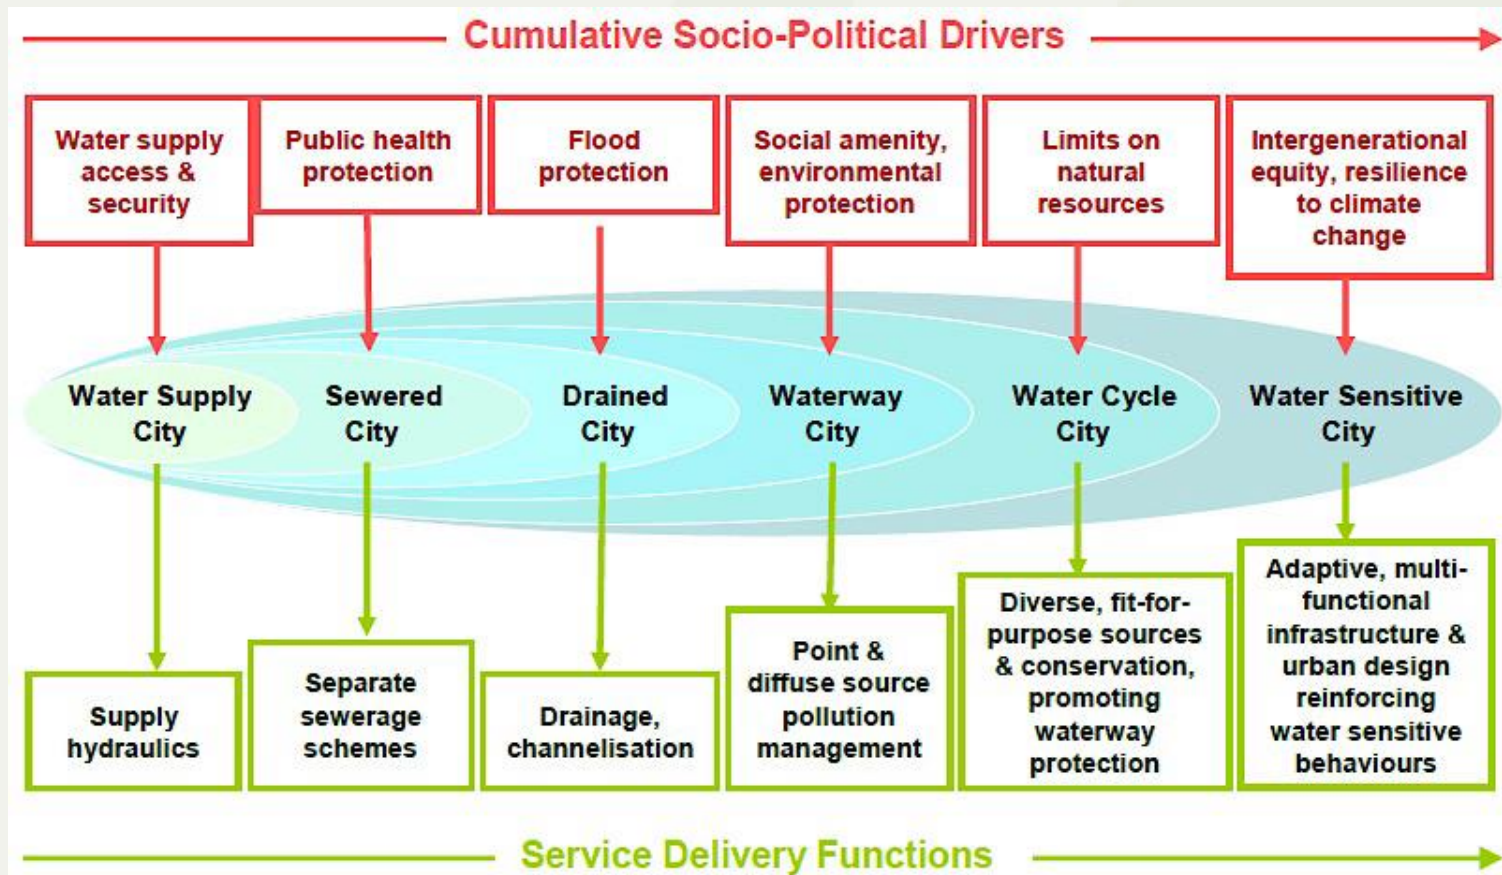 Cumulative Socio-Political Drivers
Water supply
access &
security
Public health
protection
Flood
protection
Social amenity,
environmental
protection
Limits on
natural
resources
Intergenerational
equity, resilience
to climate
change
Water Supply
City
Sewered
City
Drained
City
Waterway
City
Water Cycle
City
Water Sensitive
City
Supply
hydraulics
Separate
sewerage
schemes
Drainage,
channelisation
Point &
diffuse source
pollution
management
Diverse, fit-for-
purpose sources
& conservation,
promoting
waterway
protection
Adaptive, multi-
functional
infrastructure &
urban design
reinforcing
water sensitive
behaviours
Service Delivery Functions